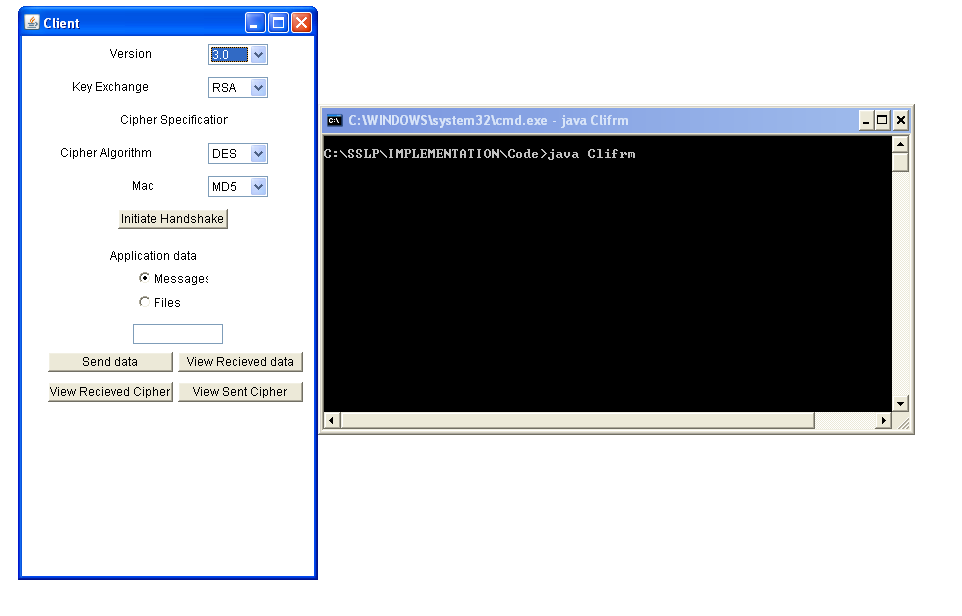 Client
Version 3.0
Key Exchange RSA
Cipher Specification
Cipher Algorithm DES
Mac MD5
Initiate Handshake
Application data
Messages
Files
Send data View Recieved data
View Recieved Cipher View Sent Cipher
C:\WINDOWS\system32\cmd.exe - java Clifrm
C:\SSLP\IMPLEMENTATION\Code>java Clifrm